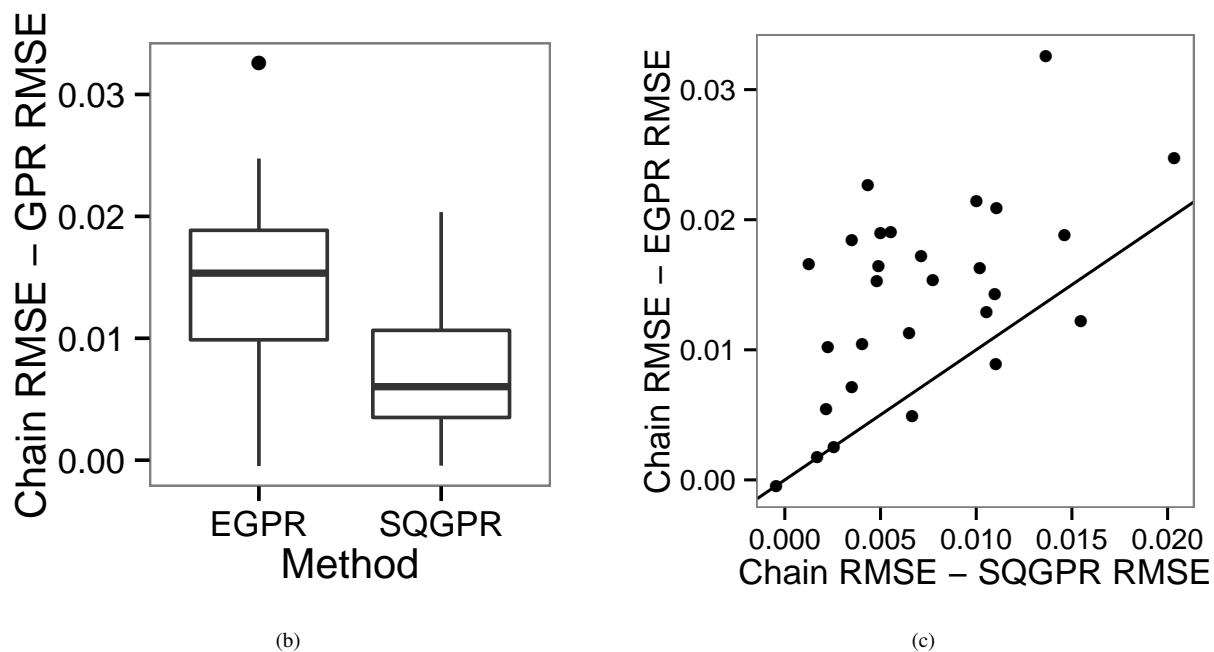 Chain RMSE – GPR RMSE
0.03
0.02
0.01
0.00
EGPR SQGPR
Method
(b)
Chain RMSE – EGPR RMSE
0.03
0.02
0.01
0.00
0.000 0.005 0.010 0.015 0.020
Chain RMSE – SQGPR RMSE
(c)